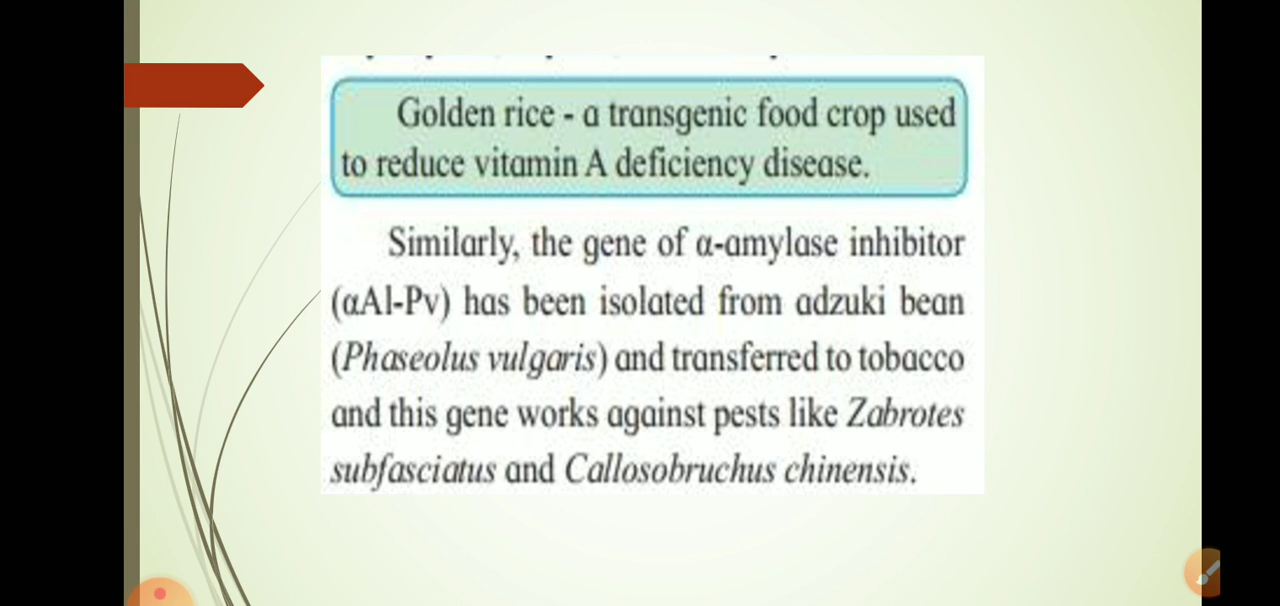 Golden rice - a transgenic food crop used
to reduce vitamin A deficiency disease.
Similarly, the gene of α-amylase inhibitor
(αAl-Pv) has been isolated from adzuki bean
(Phaseolus vulgaris) and transferred to tobacco
and this gene works against pests like Zabrotes
subfasciatus and Callosobruchus chinensis.